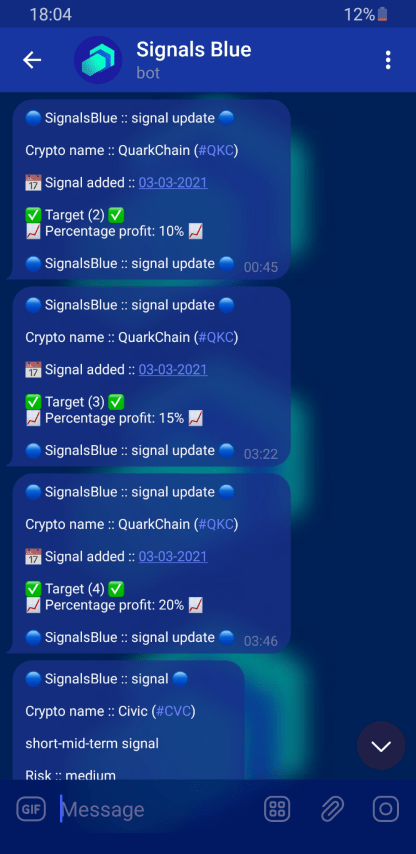 18:04
12%
Signals Blue
bot
🔵 SignalsBlue :: signal update 🔵
Crypto name :: QuarkChain (#QKC)
📅 Signal added :: 03-03-2021
✅ Target (2) ✅
📈 Percentage profit: 10% 📈
🔵 SignalsBlue :: signal update 🔵 00:45
🔵 SignalsBlue :: signal update 🔵
Crypto name :: QuarkChain (#QKC)
📅 Signal added :: 03-03-2021
✅ Target (3) ✅
📈 Percentage profit: 15% 📈
🔵 SignalsBlue :: signal update 🔵 03:22
🔵 SignalsBlue :: signal update 🔵
Crypto name :: QuarkChain (#QKC)
📅 Signal added :: 03-03-2021
✅ Target (4) ✅
📈 Percentage profit: 20% 📈
🔵 SignalsBlue :: signal update 🔵 03:46
🔵 SignalsBlue :: signal 🔵
Crypto name :: Civic (#CVC)
short-mid-term signal
Risk :: medium
GIF Message